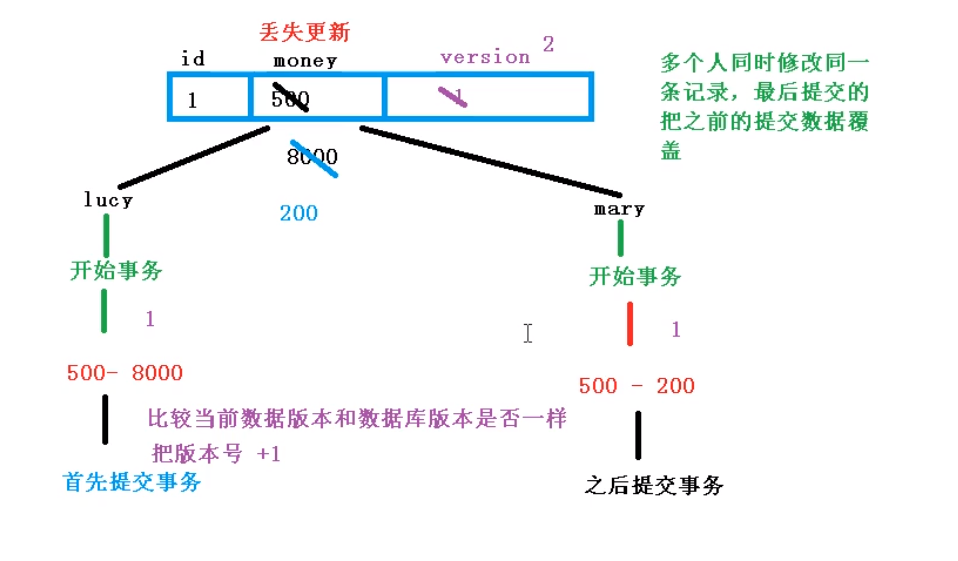 丢失更新
id money version 2
1 500 1
多个人同时修改同一
条记录，最后提交的
把之前的提交数据覆
盖
8000
200
lucy
mary
开始事务
开始事务
1
1
500- 8000
500 - 200
比较当前数据版本和数据库版本是否一样
把版本号 +1
首先提交事务
之后提交事务